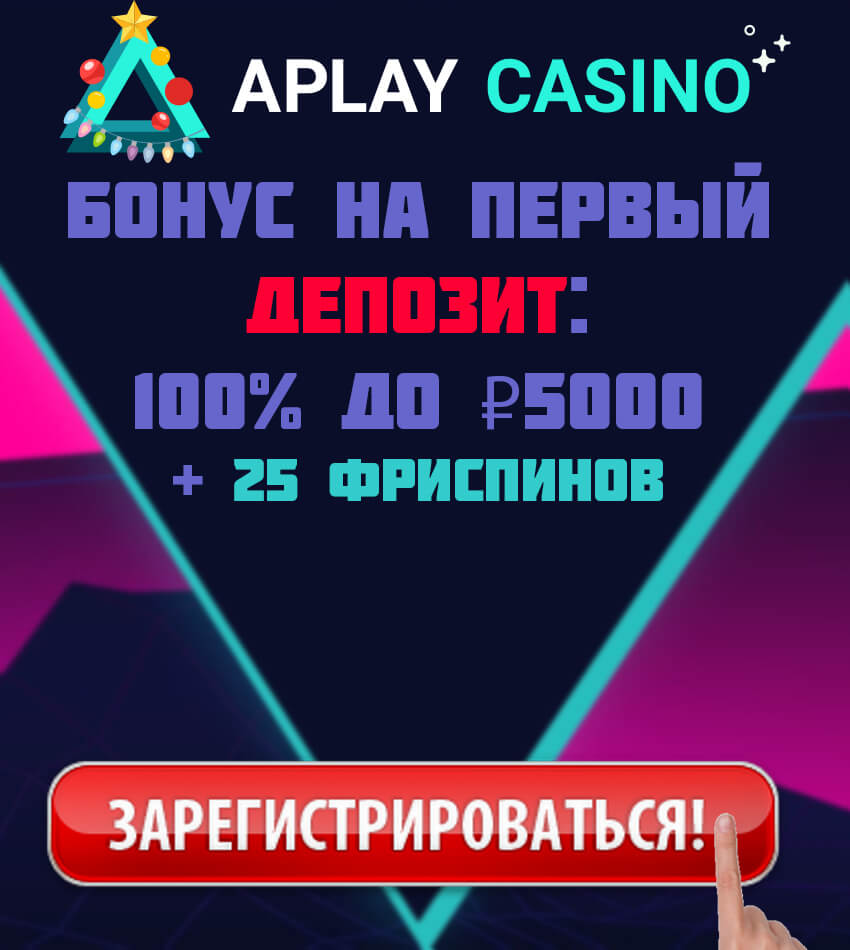 APLAY CASINO
БОНУС НА ПЕРВЫЙ
ДЕПОЗИТ:
100% ДО ₽5000
+ 25 ФРИСПИНОВ
ЗАРЕГИСТРИРОВАТЬСЯ!